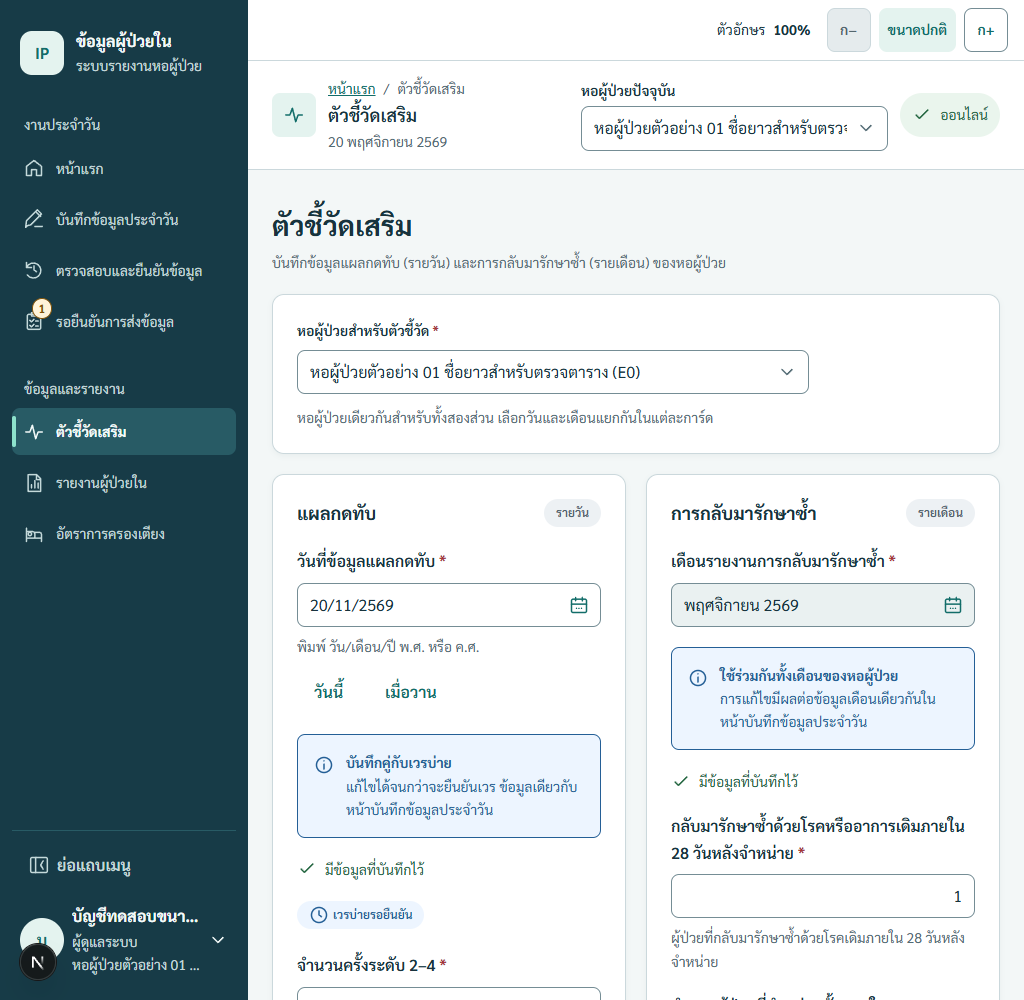 IP
ข้อมูลผู้ป่วยใน
ระบบรายงานหอผู้ป่วย
งานประจำวัน
หน้าแรก
บันทึกข้อมูลประจำวัน
ตรวจสอบและยืนยันข้อมูล
1
รอยืนยันการส่งข้อมูล
ข้อมูลและรายงาน
ตัวชี้วัดเสริม
รายงานผู้ป่วยใน
อัตราการครองเตียง
ย่อแถบเมนู
บัญชีทดสอบขนา...
ผู้ดูแลระบบ
หอผู้ป่วยตัวอย่าง 01 ...
N
ตัวอักษร 100% ก− ขนาดปกติ ก+
หน้าแรก / ตัวชี้วัดเสริม
ตัวชี้วัดเสริม
20 พฤศจิกายน 2569
หอผู้ป่วยปัจจุบัน
หอผู้ป่วยตัวอย่าง 01 ชื่อยาวสำหรับตรวจ
ออนไลน์
ตัวชี้วัดเสริม
บันทึกข้อมูลแผลกดทับ (รายวัน) และการกลับมารักษาซ้ำ (รายเดือน) ของหอผู้ป่วย
หอผู้ป่วยสำหรับตัวชี้วัด *
หอผู้ป่วยตัวอย่าง 01 ชื่อยาวสำหรับตรวจตาราง (E0)
หอผู้ป่วยเดียวกันสำหรับทั้งสองส่วน เลือกวันและเดือนแยกกันในแต่ละการ์ด
แผลกดทับ
รายวัน
วันที่ข้อมูลแผลกดทับ *
20/11/2569
พิมพ์ วัน/เดือน/ปี พ.ศ. หรือ ค.ศ.
วันนี้ เมื่อวาน
บันทึกคู่กับเวรบ่าย
แก้ไขได้จนกว่าจะยืนยันเวร ข้อมูลเดียวกับ
หน้าบันทึกข้อมูลประจำวัน
มีข้อมูลที่บันทึกไว้
เวรบ่ายรอยืนยัน
จำนวนครั้งระดับ 2–4 *
การกลับมารักษาซ้ำ
รายเดือน
เดือนรายงานการกลับมารักษาซ้ำ *
พฤศจิกายน 2569
ใช้ร่วมกันทั้งเดือนของหอผู้ป่วย
การแก้ไขมีผลต่อข้อมูลเดือนเดียวกันใน
หน้าบันทึกข้อมูลประจำวัน
มีข้อมูลที่บันทึกไว้
กลับมารักษาซ้ำด้วยโรคหรืออาการเดิมภายใน
28 วันหลังจำหน่าย *
1
ผู้ป่วยที่กลับมารักษาซ้ำด้วยโรคเดิมภายใน 28 วันหลัง
จำหน่าย